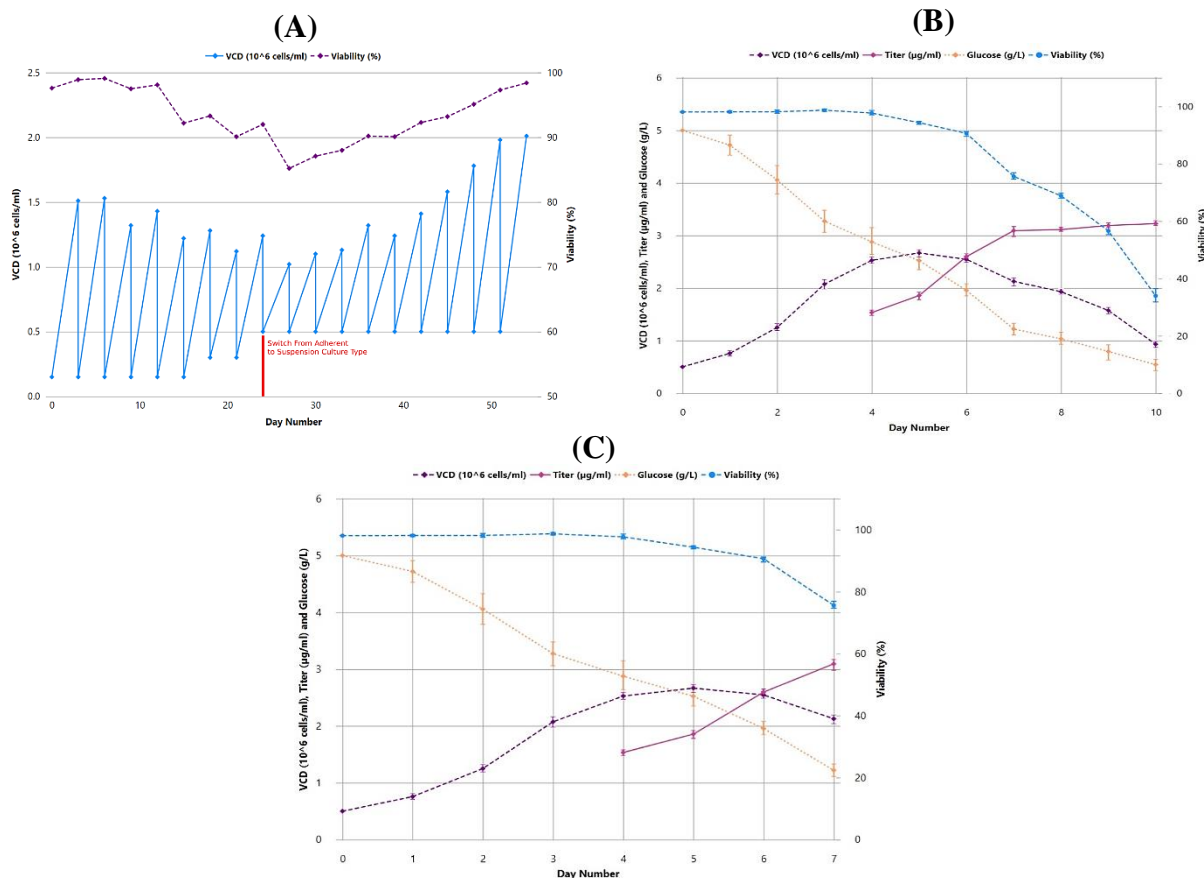 (A)
VCD (10^6 cells/ml) Viability (%)
2.5
2.0
1.5
1.0
0.5
0.0
VCD (10^6 cells/ml)
100
90
80
70
60
50
Viability (%)
Switch From Adherent
to Suspension Culture Type
0 10 20 30 40 50
Day Number
(B)
VCD (10^6 cells/ml) Titer (µg/ml) Glucose (g/L) Viability (%)
6
5
4
3
2
1
0
VCD (10^6 cells/ml), Titer (µg/ml) and Glucose (g/L)
100
80
60
40
20
0
Viability (%)
0 2 4 6 8 10
Day Number
(C)
VCD (10^6 cells/ml) Titer (µg/ml) Glucose (g/L) Viability (%)
6
5
4
3
2
1
0
VCD (10^6 cells/ml), Titer (µg/ml) and Glucose (g/L)
100
80
60
40
20
0
Viability (%)
0 1 2 3 4 5 6 7
Day Number